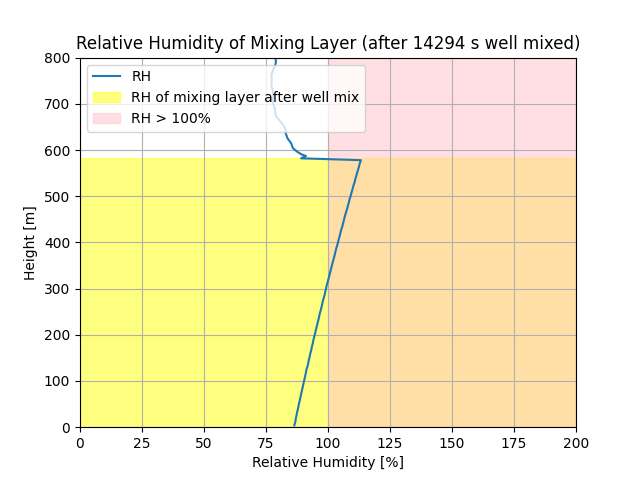 Relative Humidity of Mixing Layer (after 14294 s well mixed)
800
700
600
500
400
300
200
100
0
Height [m]
RH
RH of mixing layer after well mix
RH > 100%
0 25 50 75 100 125 150 175 200
Relative Humidity [%]